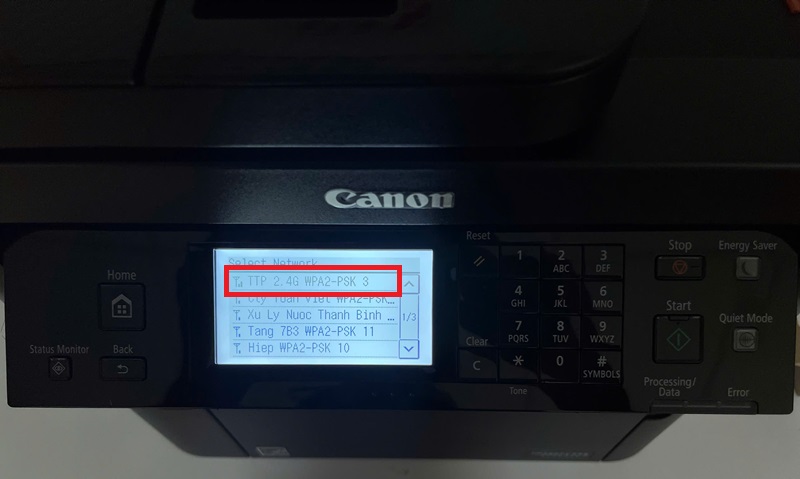 Canon
Reset
Stop
Energy Saver
Home
Select Network
TTP 2.4G WPA2-PSK 3
Cty Tuan Viet WPA2-PSK...
Xu Ly Nuoc Thanh Binh ...
1/3
Tang 7B3 WPA2-PSK 11
Hiep WPA2-PSK 10
1
2
ABC
3
DEF
4
GHI
5
JKL
6
MNO
7
PQRS
8
TUV
9
WXYZ
*
0
#
SYMBOLS
Tone
Clear
C
Start
Quiet Mode
Status Monitor
Back
Processing/
Data
Error